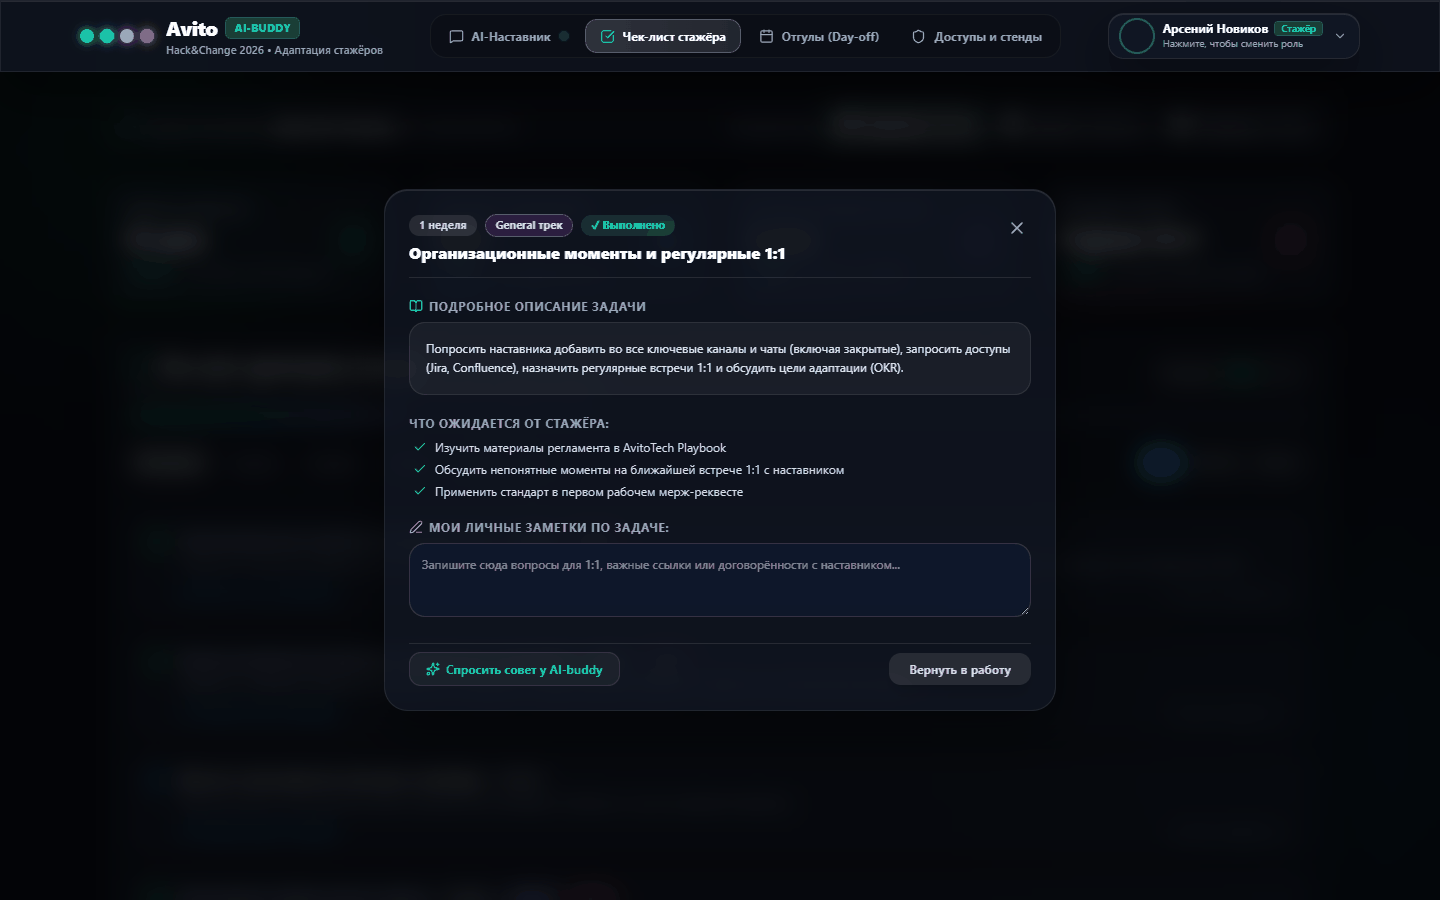 Avito AI-BUDDY
Hack&Change 2026 • Адаптация стажёров
AI-Наставник
Чек-лист стажёра
Отгулы (Day-off)
Доступы и стенды
Арсений Новиков Стажёр
Нажмите, чтобы сменить роль
1 неделя General трек ✓ Выполнено
Организационные моменты и регулярные 1:1
ПОДРОБНОЕ ОПИСАНИЕ ЗАДАЧИ
Попросить наставника добавить во все ключевые каналы и чаты (включая закрытые), запросить доступы
(Jira, Confluence), назначить регулярные встречи 1:1 и обсудить цели адаптации (OKR).
ЧТО ОЖИДАЕТСЯ ОТ СТАЖЁРА:
Изучить материалы регламента в AvitoTech Playbook
Обсудить непонятные моменты на ближайшей встрече 1:1 с наставником
Применить стандарт в первом рабочем мерж-реквесте
МОИ ЛИЧНЫЕ ЗАМЕТКИ ПО ЗАДАЧЕ:
Запишите сюда вопросы для 1:1, важные ссылки или договорённости с наставником...
Спросить совет у AI-buddy
Вернуть в работу